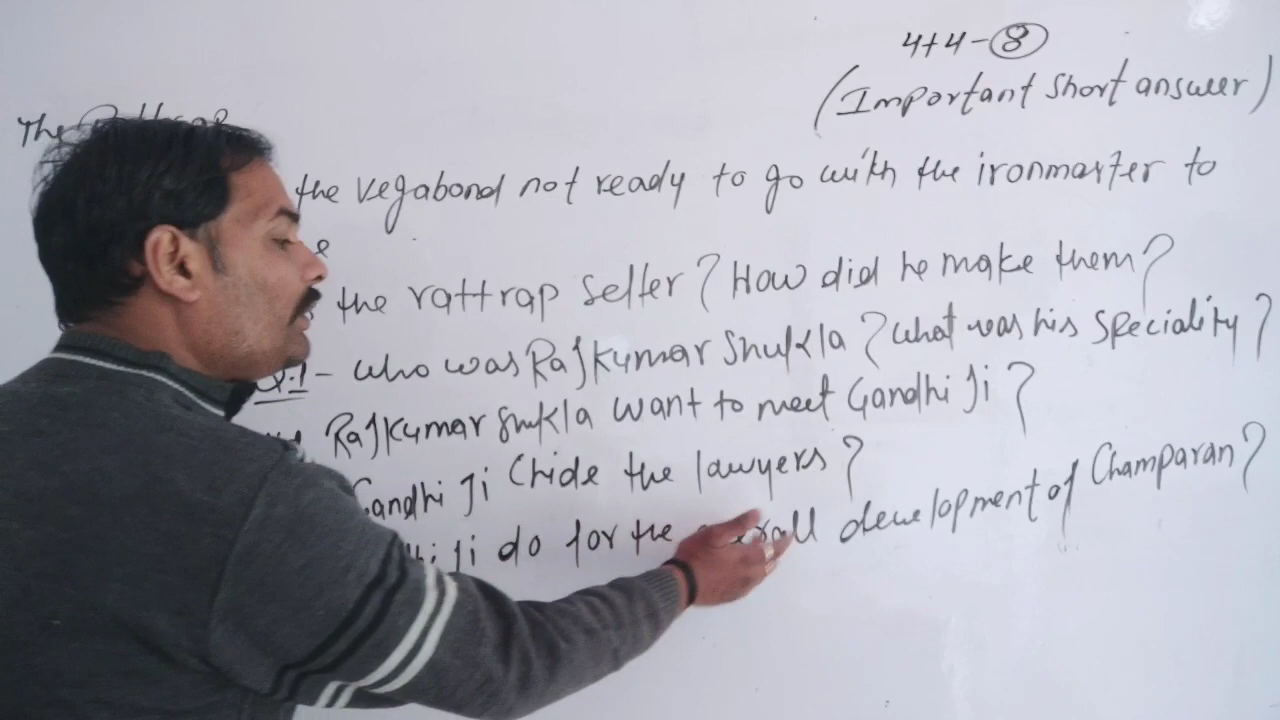 4+4-8
(Important short answer)
The Rattrap
the vegabond not ready to go with the ironmaster to
the rattrap seller? How did he make them?
Q.1- who was Rajkumar Shukla? what was his speciality?
Rajkumar Shukla want to meet Gandhi Ji?
Gandhi Ji Chide the lawyers?
Ji do for the overall development of Champaran?